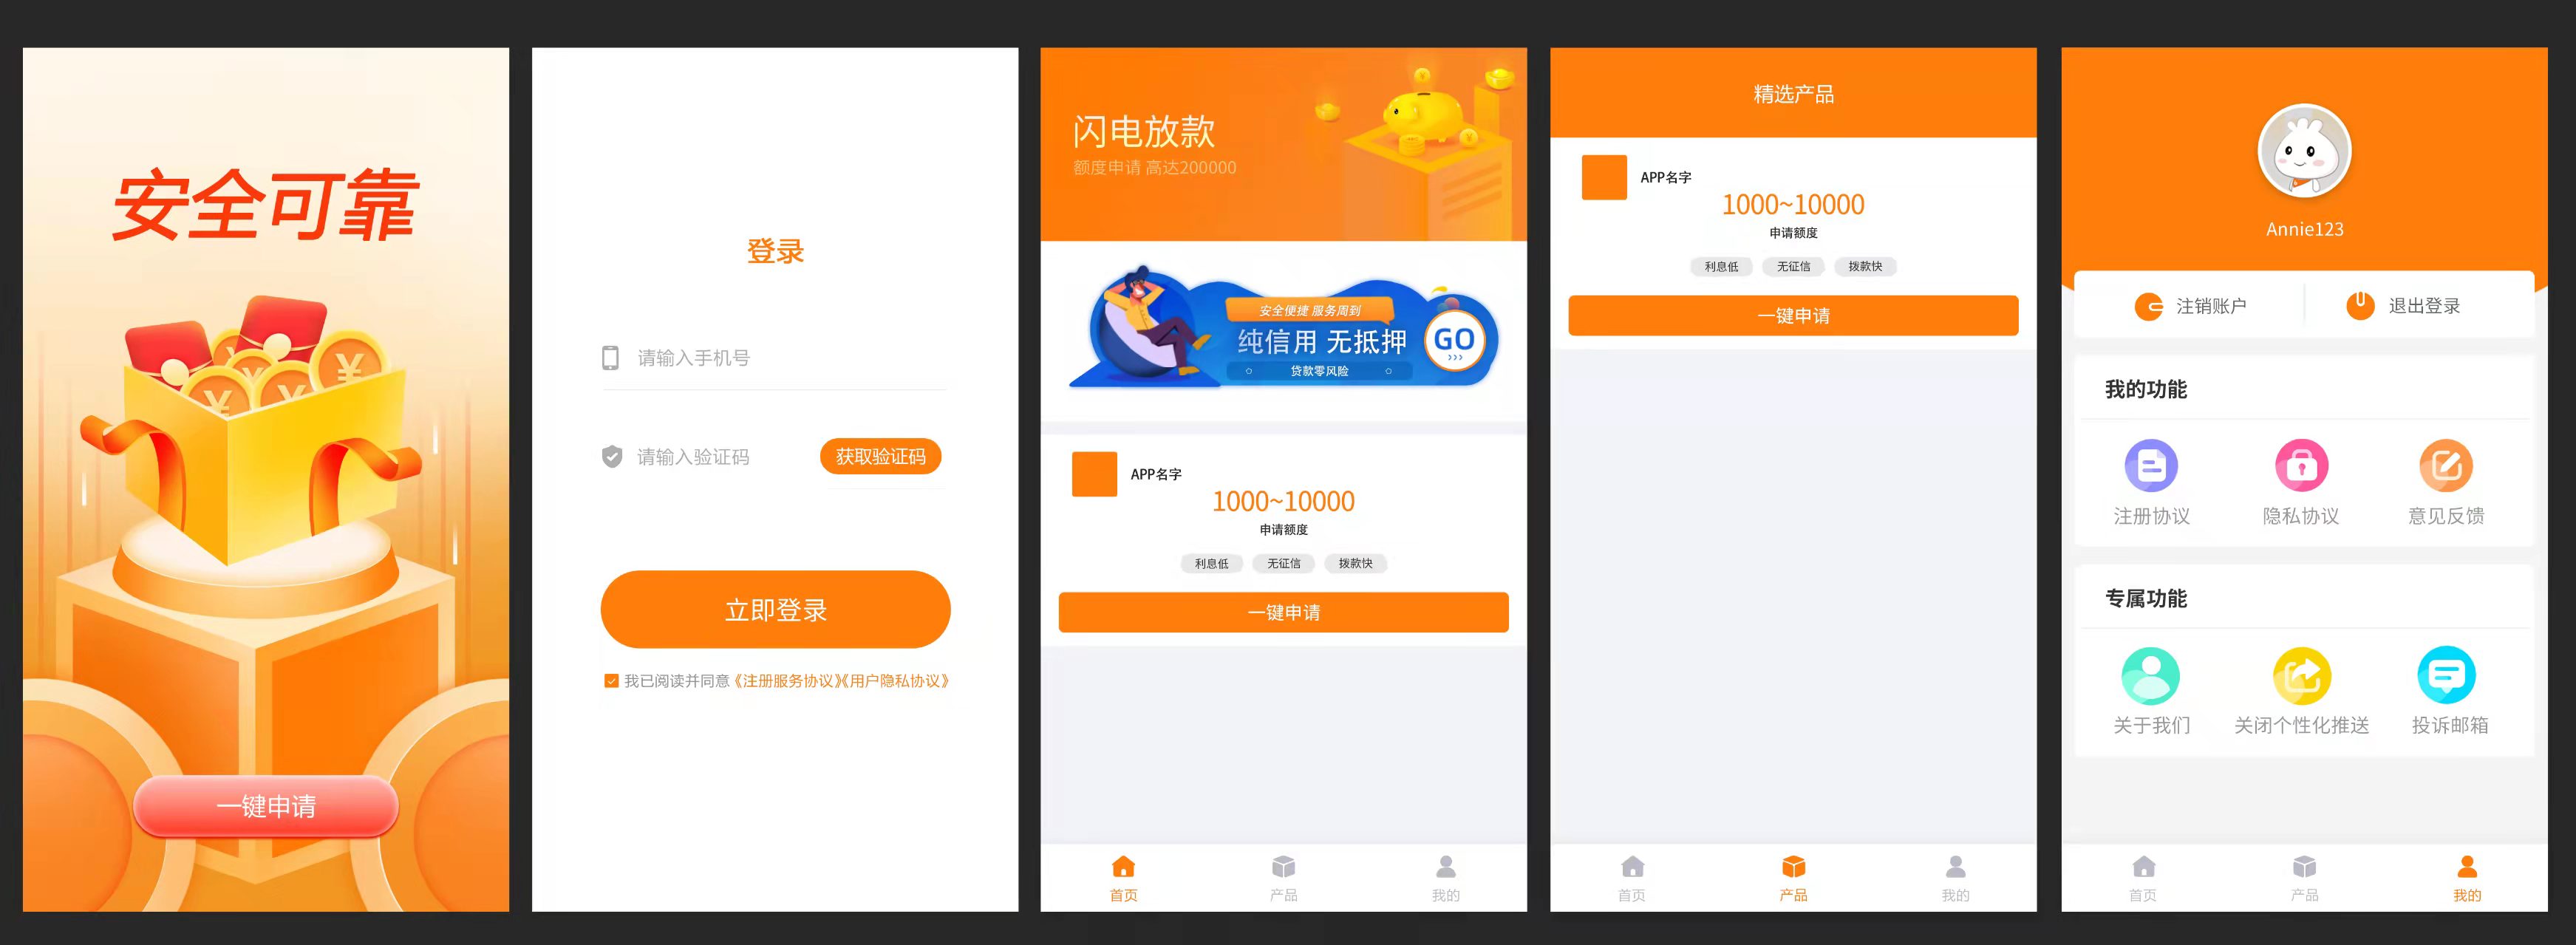 安全可靠
一键申请
登录
请输入手机号
请输入验证码 获取验证码
立即登录
我已阅读并同意《注册服务协议》《用户隐私协议》
闪电放款
额度申请 高达200000
安全便捷 服务周到
纯信用 无抵押
GO
贷款零风险
APP名字
1000~10000
申请额度
利息低 无征信 拨款快
一键申请
首页 产品 我的
精选产品
APP名字
1000~10000
申请额度
利息低 无征信 拨款快
一键申请
首页 产品 我的
Annie123
注销账户 退出登录
我的功能
注册协议 隐私协议 意见反馈
专属功能
关于我们 关闭个性化推送 投诉邮箱
首页 产品 我的